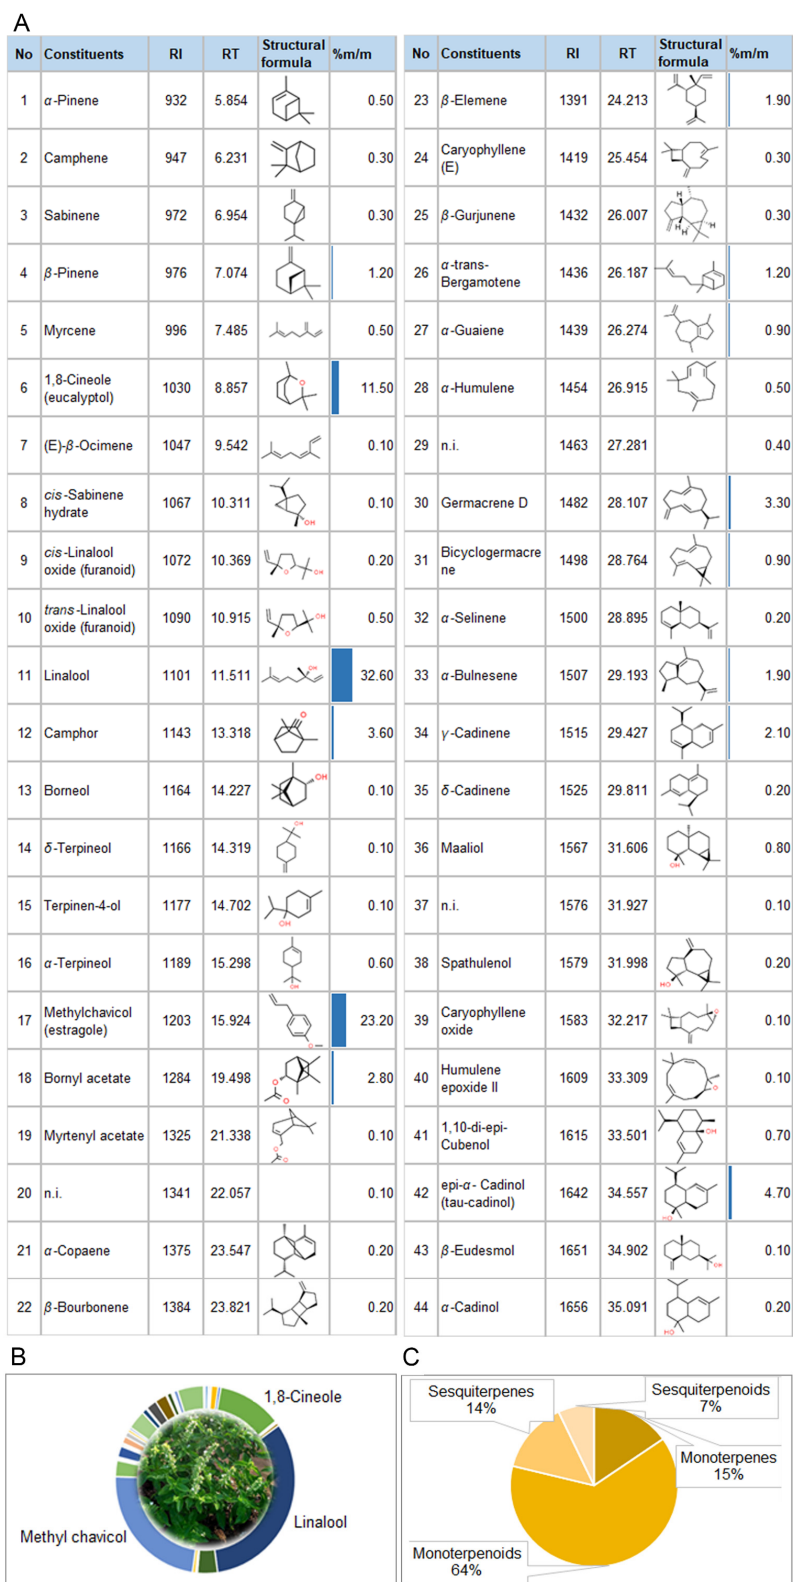 A
No Constituents RI RT Structural formula %m/m
1 α-Pinene 932 5.854 0.50
2 Camphene 947 6.231 0.30
3 Sabinene 972 6.954 0.30
4 β-Pinene 976 7.074 1.20
5 Myrcene 996 7.485 0.50
6 1,8-Cineole (eucalyptol) 1030 8.857 O 11.50
7 (E)-β-Ocimene 1047 9.542 0.10
8 cis-Sabinene hydrate 1067 10.311 OH 0.10
9 cis-Linalool oxide (furanoid) 1072 10.369 O OH 0.20
10 trans-Linalool oxide (furanoid) 1090 10.915 O OH 0.50
11 Linalool 1101 11.511 OH 32.60
12 Camphor 1143 13.318 O 3.60
13 Borneol 1164 14.227 OH 0.10
14 δ-Terpineol 1166 14.319 OH 0.10
15 Terpinen-4-ol 1177 14.702 OH 0.10
16 α-Terpineol 1189 15.298 OH 0.60
17 Methylchavicol (estragole) 1203 15.924 O 23.20
18 Bornyl acetate 1284 19.498 O O 2.80
19 Myrtenyl acetate 1325 21.338 O O 0.10
20 n.i. 1341 22.057 0.10
21 α-Copaene 1375 23.547 0.20
22 β-Bourbonene 1384 23.821 0.20
No Constituents RI RT Structural formula %m/m
23 β-Elemene 1391 24.213 1.90
24 Caryophyllene (E) 1419 25.454 0.30
25 β-Gurjunene 1432 26.007 H H H 0.30
26 α-trans-Bergamotene 1436 26.187 1.20
27 α-Guaiene 1439 26.274 0.90
28 α-Humulene 1454 26.915 0.50
29 n.i. 1463 27.281 0.40
30 Germacrene D 1482 28.107 3.30
31 Bicyclogermacrene 1498 28.764 0.90
32 α-Selinene 1500 28.895 0.20
33 α-Bulnesene 1507 29.193 1.90
34 γ-Cadinene 1515 29.427 2.10
35 δ-Cadinene 1525 29.811 0.20
36 Maaliol 1567 31.606 OH 0.80
37 n.i. 1576 31.927 0.10
38 Spathulenol 1579 31.998 HO 0.20
39 Caryophyllene oxide 1583 32.217 O 0.10
40 Humulene epoxide II 1609 33.309 O 0.10
41 1,10-di-epi-Cubenol 1615 33.501 OH 0.70
42 epi-α- Cadinol (tau-cadinol) 1642 34.557 HO 4.70
43 β-Eudesmol 1651 34.902 OH 0.10
44 α-Cadinol 1656 35.091 HO 0.20
B
1,8-Cineole
Linalool
Methyl chavicol
C
Sesquiterpenes
14%
Sesquiterpenoids
7%
Monoterpenes
15%
Monoterpenoids
64%